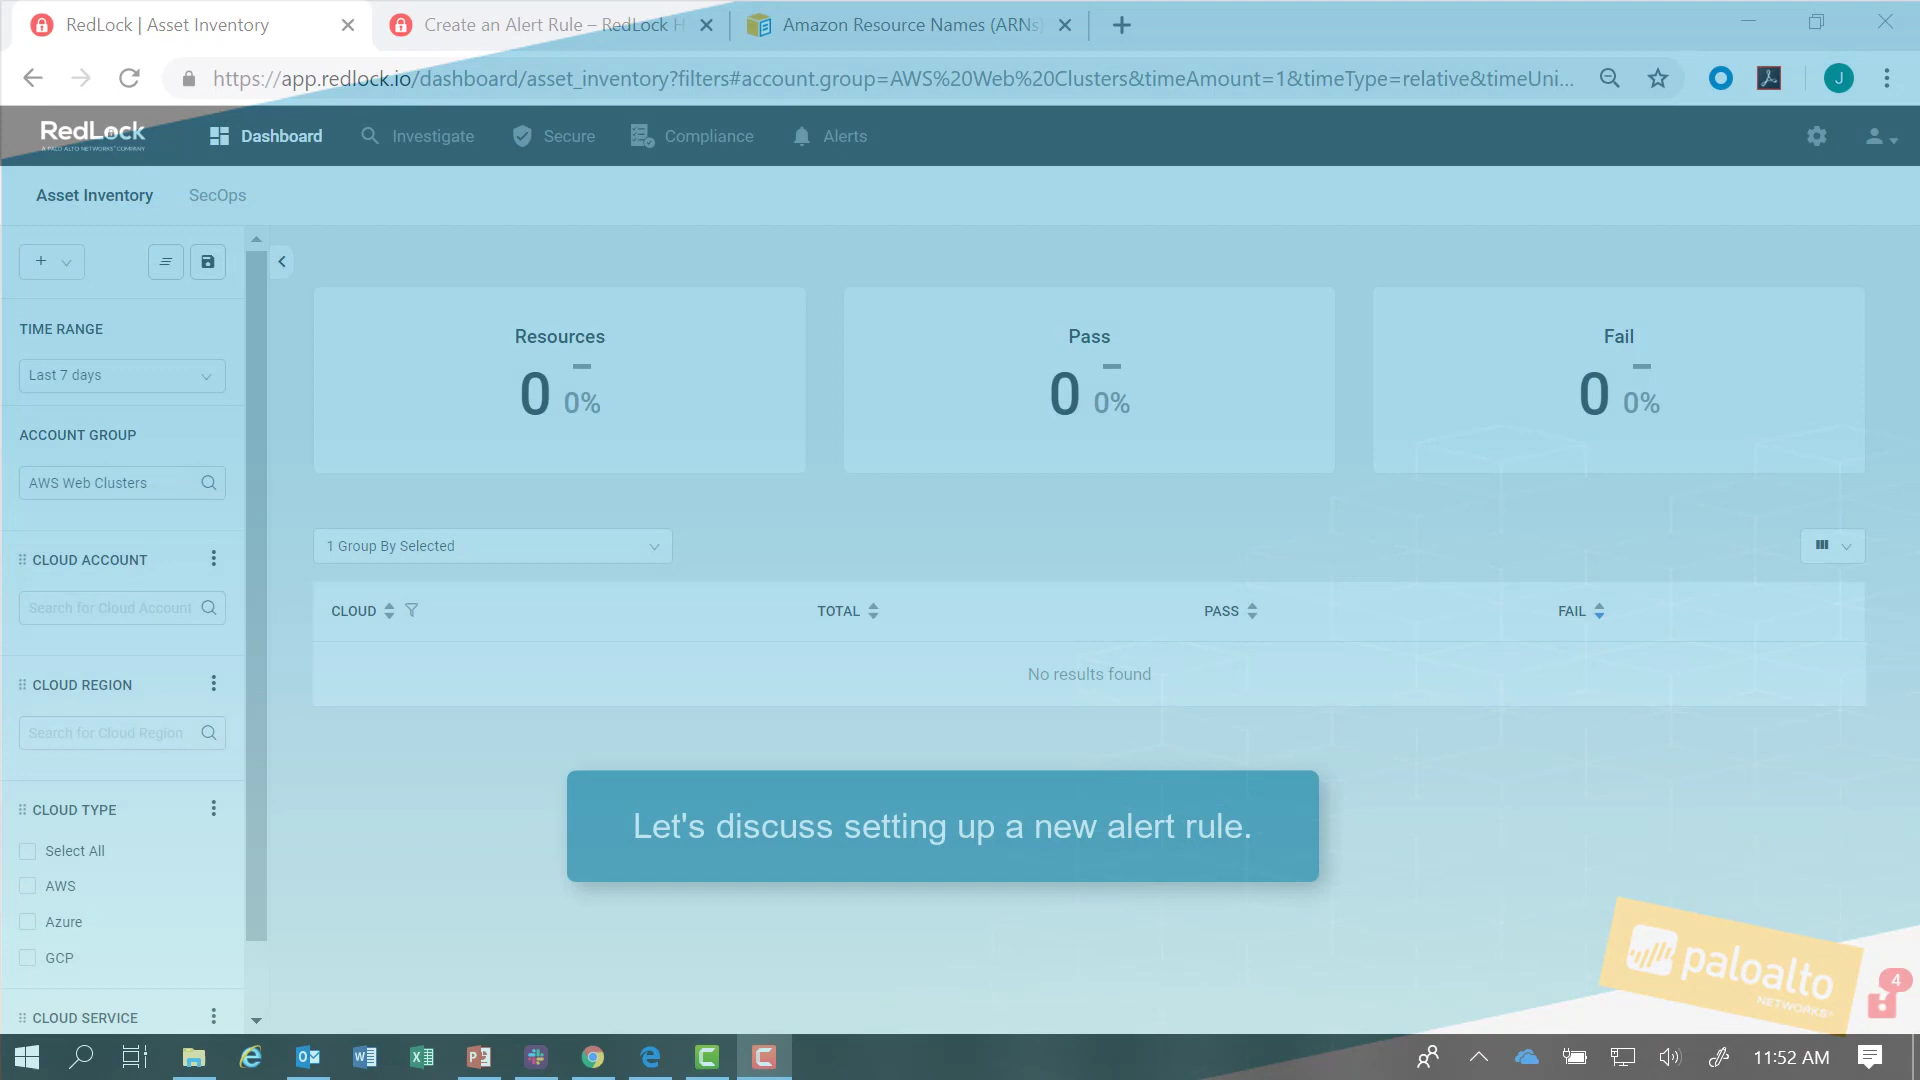 RedLock | Asset Inventory
Create an Alert Rule – RedLock H
Amazon Resource Names (ARNs)
https://app.redlock.io/dashboard/asset_inventory?filters#account.group=AWS%20Web%20Clusters&timeAmount=1&timeType=relative&timeUni...
J
RedLock
A PALO ALTO NETWORKS COMPANY
Dashboard
Investigate
Secure
Compliance
Alerts
Asset Inventory
SecOps
TIME RANGE
Last 7 days
ACCOUNT GROUP
AWS Web Clusters
CLOUD ACCOUNT
Search for Cloud Account
CLOUD REGION
Search for Cloud Region
CLOUD TYPE
Select All
AWS
Azure
GCP
CLOUD SERVICE
Resources
0 0%
Pass
0 0%
Fail
0 0%
1 Group By Selected
CLOUD
TOTAL
PASS
FAIL
No results found
Let's discuss setting up a new alert rule.
paloalto
NETWORKS
4
11:52 AM